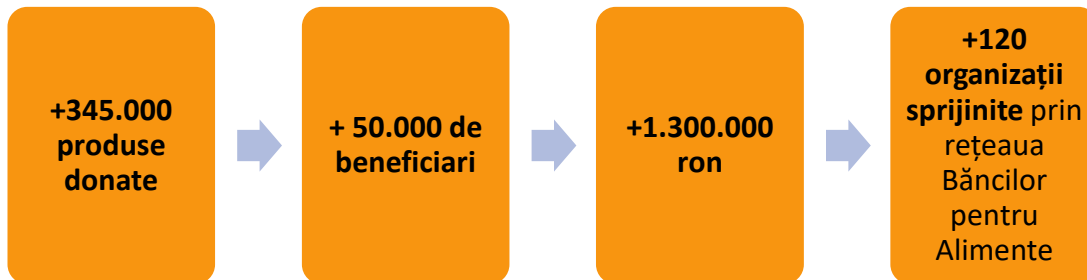 +345.000
produse
donate
+ 50.000 de
beneficiari
+1.300.000
ron
+120
organizații
sprijinite prin
rețeaua
Băncilor
pentru
Alimente